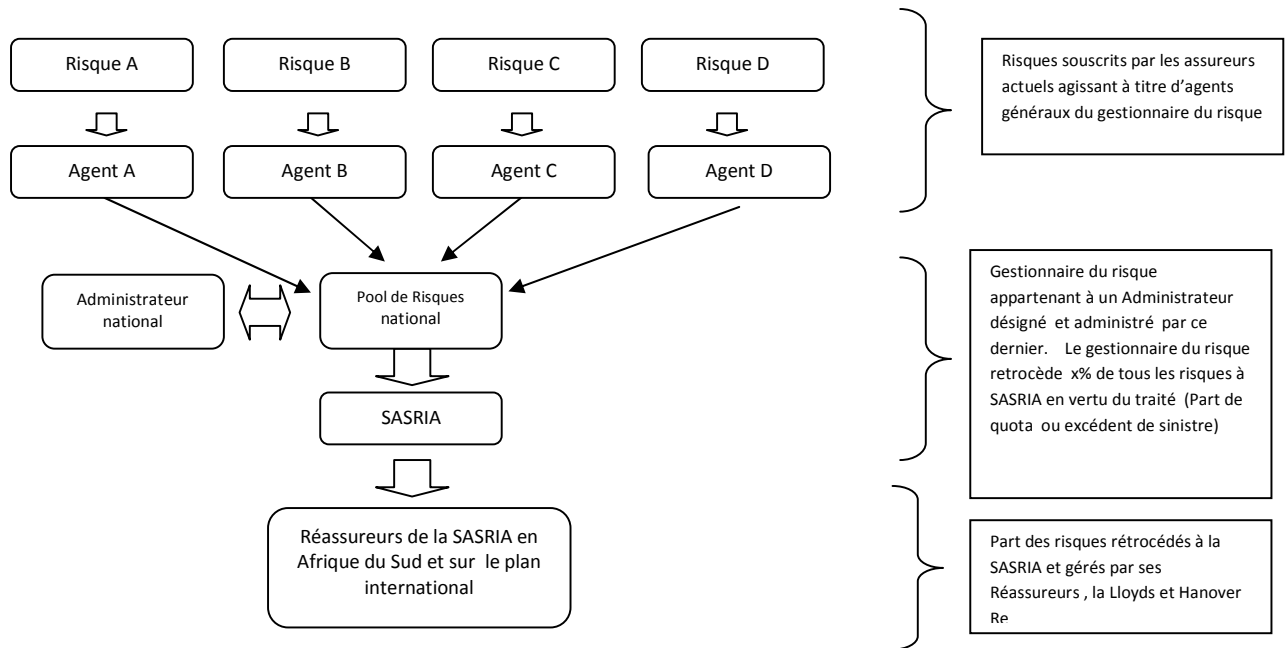 Risque A
Risque B
Risque C
Risque D
Agent A
Agent B
Agent C
Agent D
Risques souscrits par les assureurs
actuels agissant à titre d’agents
généraux du gestionnaire du risque
Administrateur
national
Pool de Risques
national
SASRIA
Gestionnaire du risque
appartenant à un Administrateur
désigné et administré par ce
dernier. Le gestionnaire du risque
retrocède x% de tous les risques à
SASRIA en vertu du traité (Part de
quota ou excédent de sinistre)
Réassureurs de la SASRIA en
Afrique du Sud et sur le plan
international
Part des risques rétrocédés à la
SASRIA et gérés par ses
Réassureurs , la Lloyds et Hanover
Re